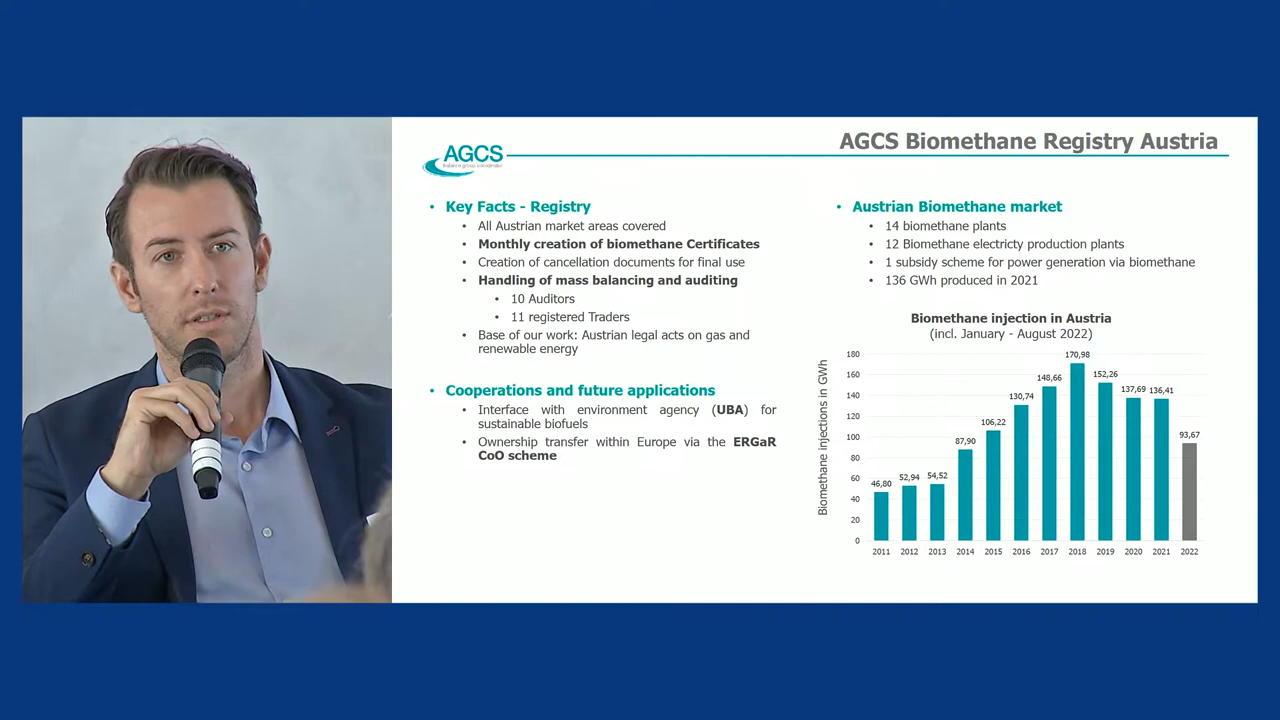 AGCS
balance group coordinator
AGCS Biomethane Registry Austria
• Key Facts - Registry
• All Austrian market areas covered
• Monthly creation of biomethane Certificates
• Creation of cancellation documents for final use
• Handling of mass balancing and auditing
• 10 Auditors
• 11 registered Traders
• Base of our work: Austrian legal acts on gas and
renewable energy
• Cooperations and future applications
• Interface with environment agency (UBA) for
sustainable biofuels
• Ownership transfer within Europe via the ERGaR
CoO scheme
• Austrian Biomethane market
• 14 biomethane plants
• 12 Biomethane electricty production plants
• 1 subsidy scheme for power generation via biomethane
• 136 GWh produced in 2021
Biomethane injection in Austria
(incl. January - August 2022)
Biomethane injections in GWh
180
160
140
120
100
80
60
40
20
0
46,80
52,94
54,52
87,90
106,22
130,74
148,66
170,98
152,26
137,69
136,41
93,67
2011 2012 2013 2014 2015 2016 2017 2018 2019 2020 2021 2022